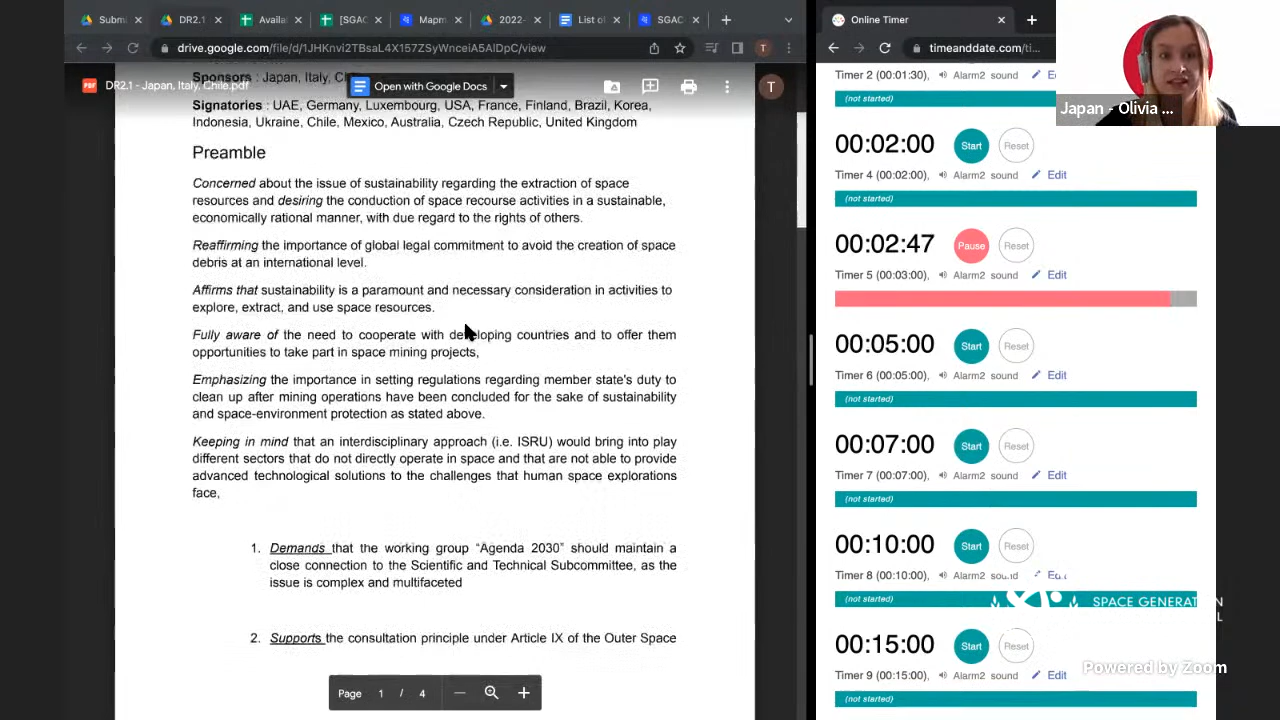 Subm
DR2.1
Availa
[SGAC
Mapm
2022-
List ol
SGAC
drive.google.com/file/d/1JHKnvi2TBsaL4X157ZSyWnceiA5AIDpC/view
T
Sponsors : Japan, Italy, Ch
DR2.1 - Japan, Italy, Chile.pdf
Open with Google Docs
T
Signatories : UAE, Germany, Luxembourg, USA, France, Finland, Brazil, Korea,
Indonesia, Ukraine, Chile, Mexico, Australia, Czech Republic, United Kingdom
Preamble
Concerned about the issue of sustainability regarding the extraction of space
resources and desiring the conduction of space recourse activities in a sustainable,
economically rational manner, with due regard to the rights of others.
Reaffirming the importance of global legal commitment to avoid the creation of space
debris at an international level.
Affirms that sustainability is a paramount and necessary consideration in activities to
explore, extract, and use space resources.
Fully aware of the need to cooperate with developing countries and to offer them
opportunities to take part in space mining projects,
Emphasizing the importance in setting regulations regarding member state's duty to
clean up after mining operations have been concluded for the sake of sustainability
and space-environment protection as stated above.
Keeping in mind that an interdisciplinary approach (i.e. ISRU) would bring into play
different sectors that do not directly operate in space and that are not able to provide
advanced technological solutions to the challenges that human space explorations
face,
1. Demands that the working group “Agenda 2030” should maintain a
close connection to the Scientific and Technical Subcommittee, as the
issue is complex and multifaceted
2. Supports the consultation principle under Article IX of the Outer Space
Page 1 / 4
Online Timer
timeanddate.com/ti...
Timer 2 (00:01:30), Alarm2 sound Ec
(not started)
00:02:00 Start Reset
Timer 4 (00:02:00), Alarm2 sound Edit
(not started)
00:02:47 Pause Reset
Timer 5 (00:03:00), Alarm2 sound Edit
00:05:00 Start Reset
Timer 6 (00:05:00), Alarm2 sound Edit
(not started)
00:07:00 Start Reset
Timer 7 (00:07:00), Alarm2 sound Edit
(not started)
00:10:00 Start Reset
Timer 8 (00:10:00), Alarm2 sound Edit
(not started)
00:15:00 Start Reset
Timer 9 (00:15:00), Alarm2 sound Edit
(not started)
Japan - Olivia ...
SPACE GENERATION
Powered by Zoom